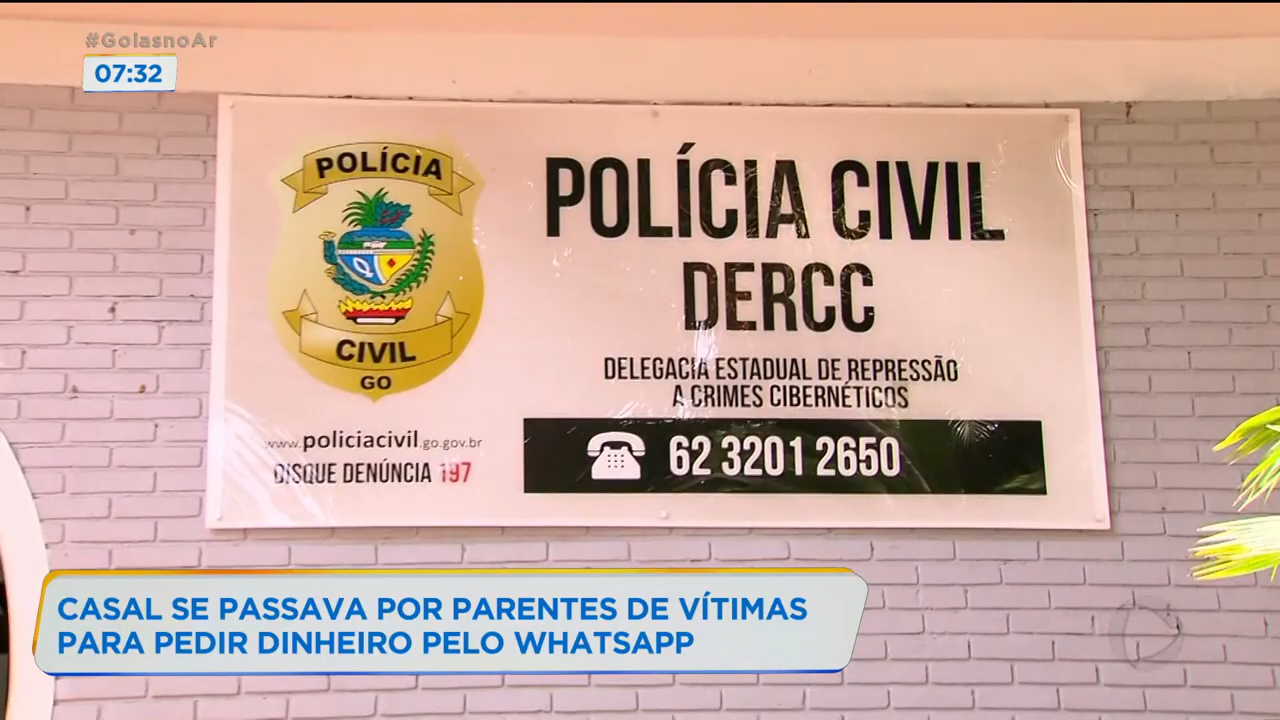 #GoIasnoAr
07:32
POLÍCIA
CIVIL
GO
www.policiacivil.go.gov.br
DISQUE DENÚNCIA 197
POLÍCIA CIVIL
DERCC
DELEGACIA ESTADUAL DE REPRESSÃO
A CRIMES CIBERNÉTICOS
62 3201 2650
CASAL SE PASSAVA POR PARENTES DE VÍTIMAS
PARA PEDIR DINHEIRO PELO WHATSAPP